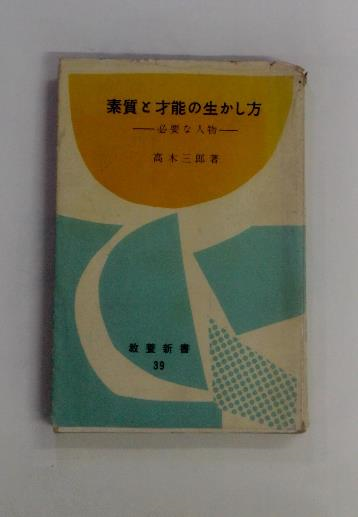 素質と才能の生かし方
――必要な人物――
高木三郎著
教養新書
39